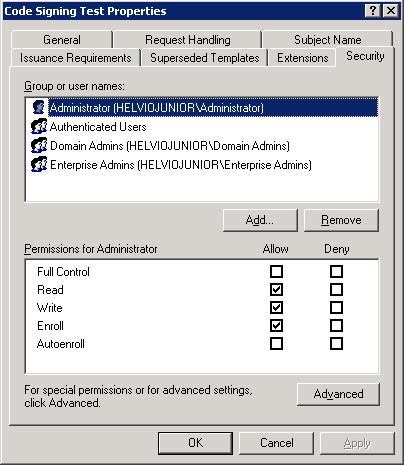 Code Signing Test Properties
General Request Handling Subject Name
Issuance Requirements Superseded Templates Extensions Security
Group or user names:
Administrator (HELVIOJUNIOR\Administrator)
Authenticated Users
Domain Admins (HELVIOJUNIOR\Domain Admins)
Enterprise Admins (HELVIOJUNIOR\Enterprise Admins)
Add... Remove
Permissions for Administrator Allow Deny
Full Control
Read
Write
Enroll
Autoenroll
For special permissions or for advanced settings,
click Advanced.
Advanced
OK Cancel Apply